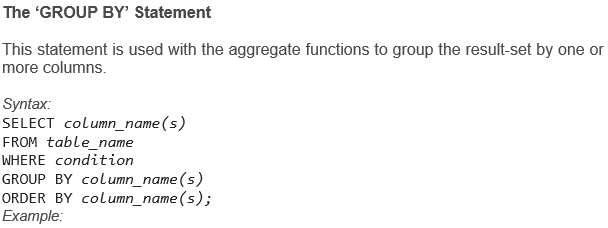 The ‘GROUP BY’ Statement
This statement is used with the aggregate functions to group the result-set by one or
more columns.
Syntax:
SELECT column_name(s)
FROM table_name
WHERE condition
GROUP BY column_name(s)
ORDER BY column_name(s);
Example: